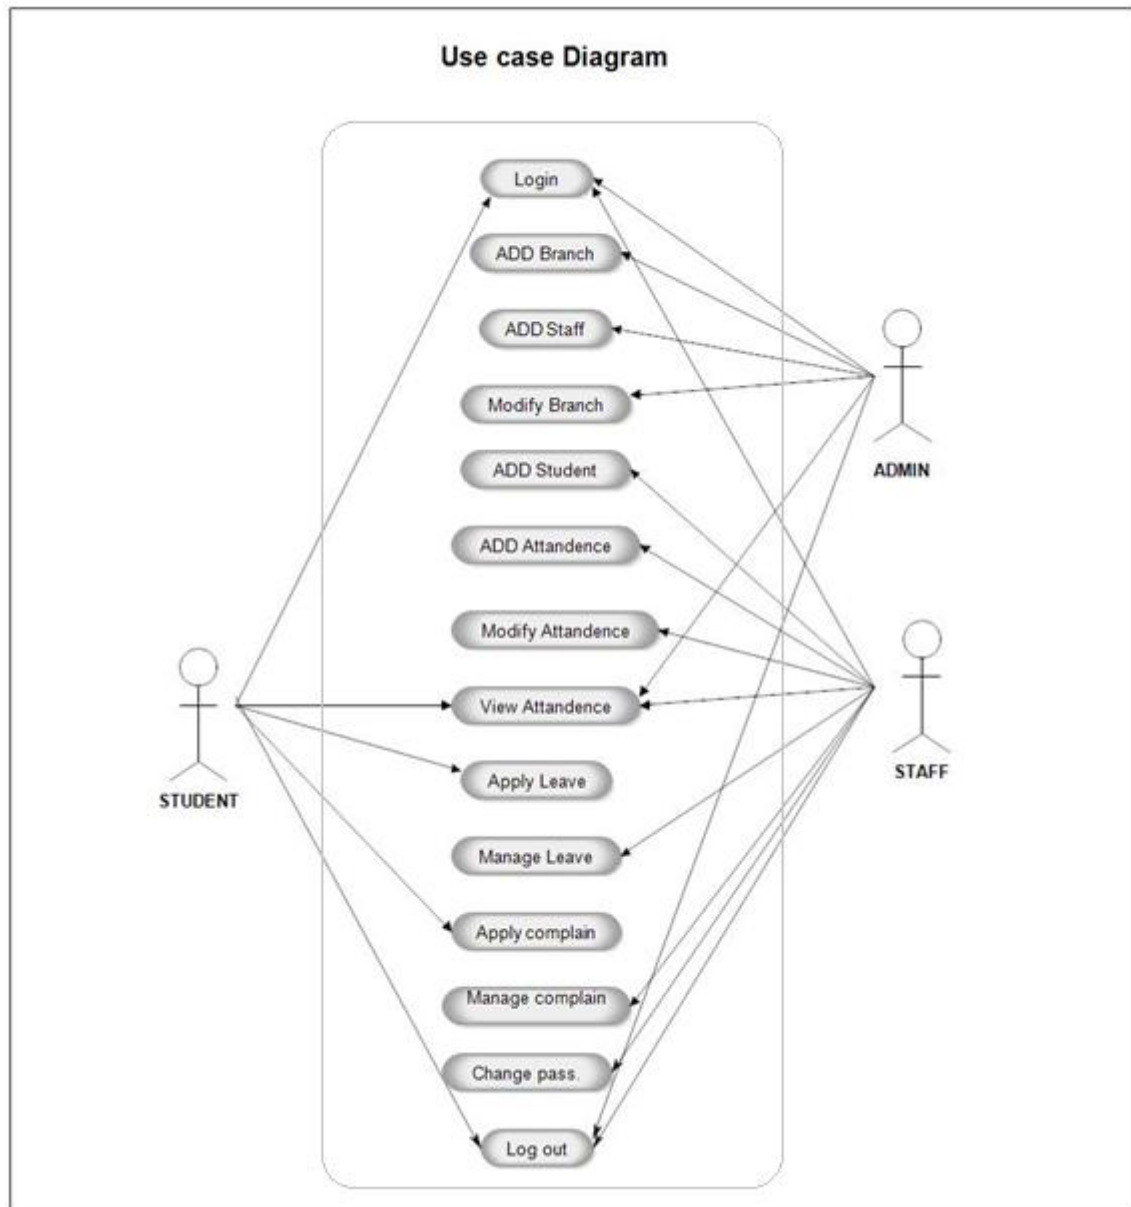 Use case Diagram
Login
ADD Branch
ADD Staff
Modify Branch
ADMIN
ADD Student
ADD Attandence
Modify Attandence
View Attandence
STAFF
Apply Leave
STUDENT
Manage Leave
Apply complain
Manage complain
Change pass.
Log out